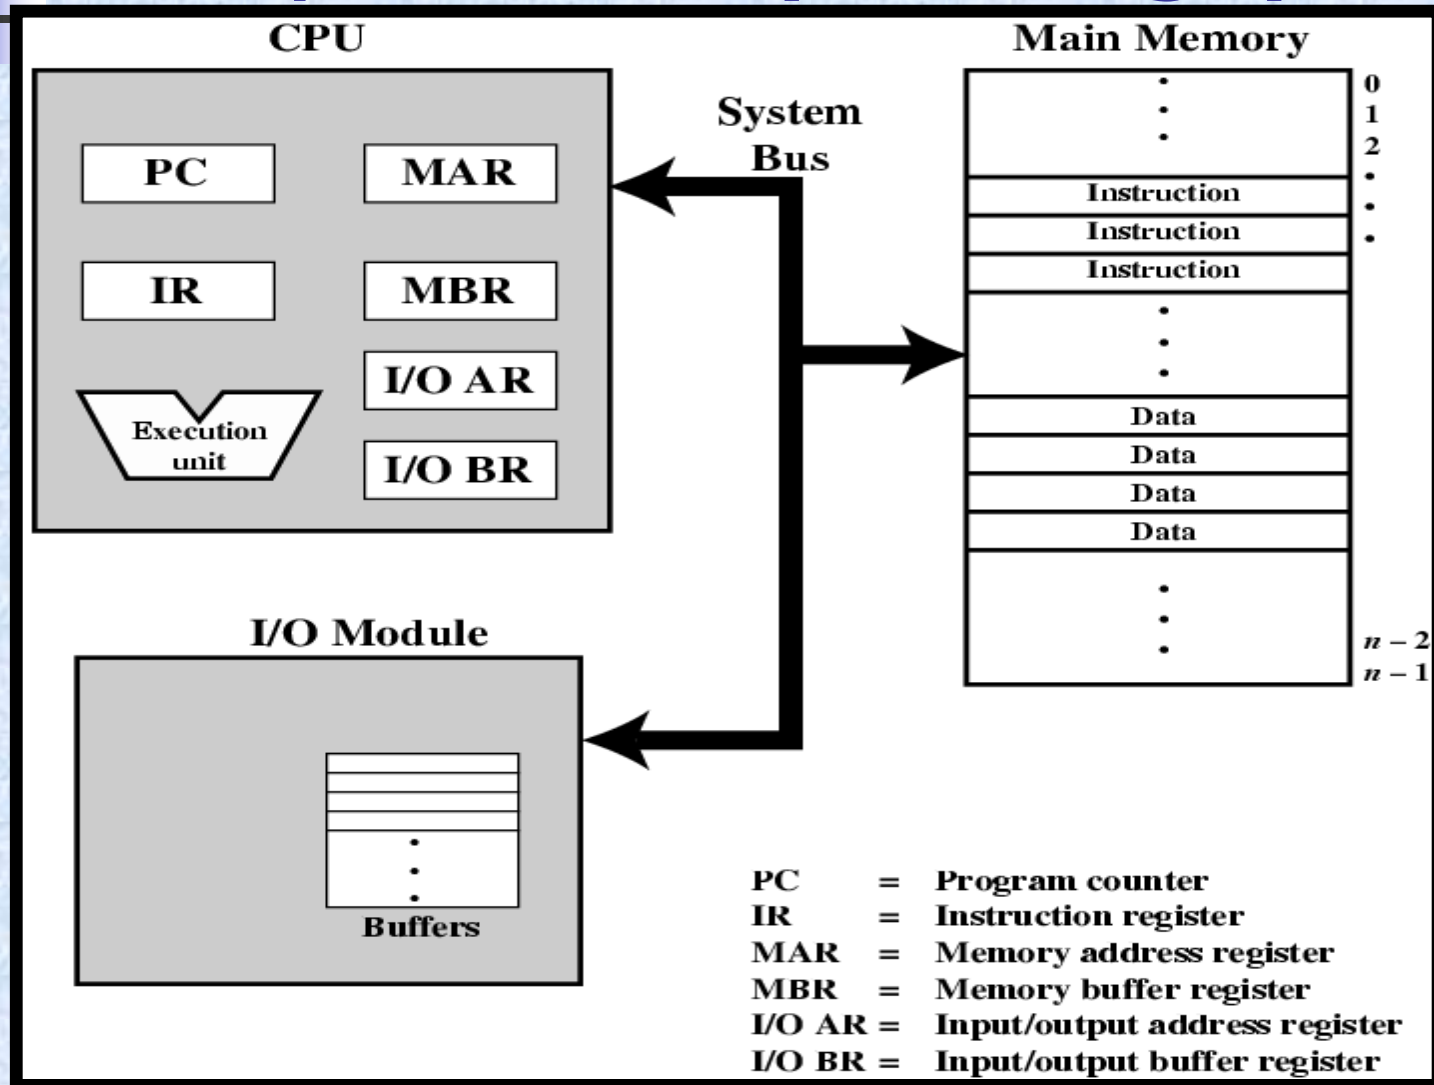 CPU
PC
MAR
IR
MBR
I/O AR
I/O BR
Execution
unit
System
Bus
Main Memory
0
1
2
Instruction
Instruction
Instruction
Data
Data
Data
Data
n – 2
n – 1
I/O Module
Buffers
PC = Program counter
IR = Instruction register
MAR = Memory address register
MBR = Memory buffer register
I/O AR = Input/output address register
I/O BR = Input/output buffer register